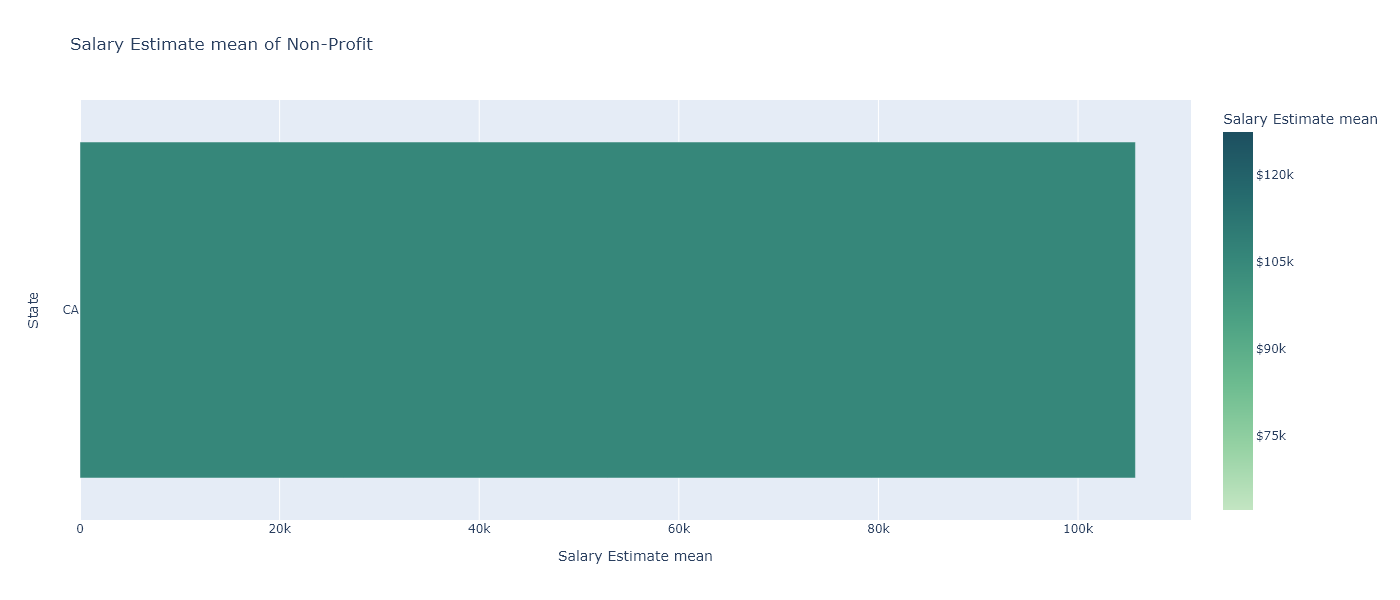 Salary Estimate mean of Non-Profit
Salary Estimate mean
$120k
$105k
$90k
$75k
State
CA
0
20k
40k
60k
80k
100k
Salary Estimate mean